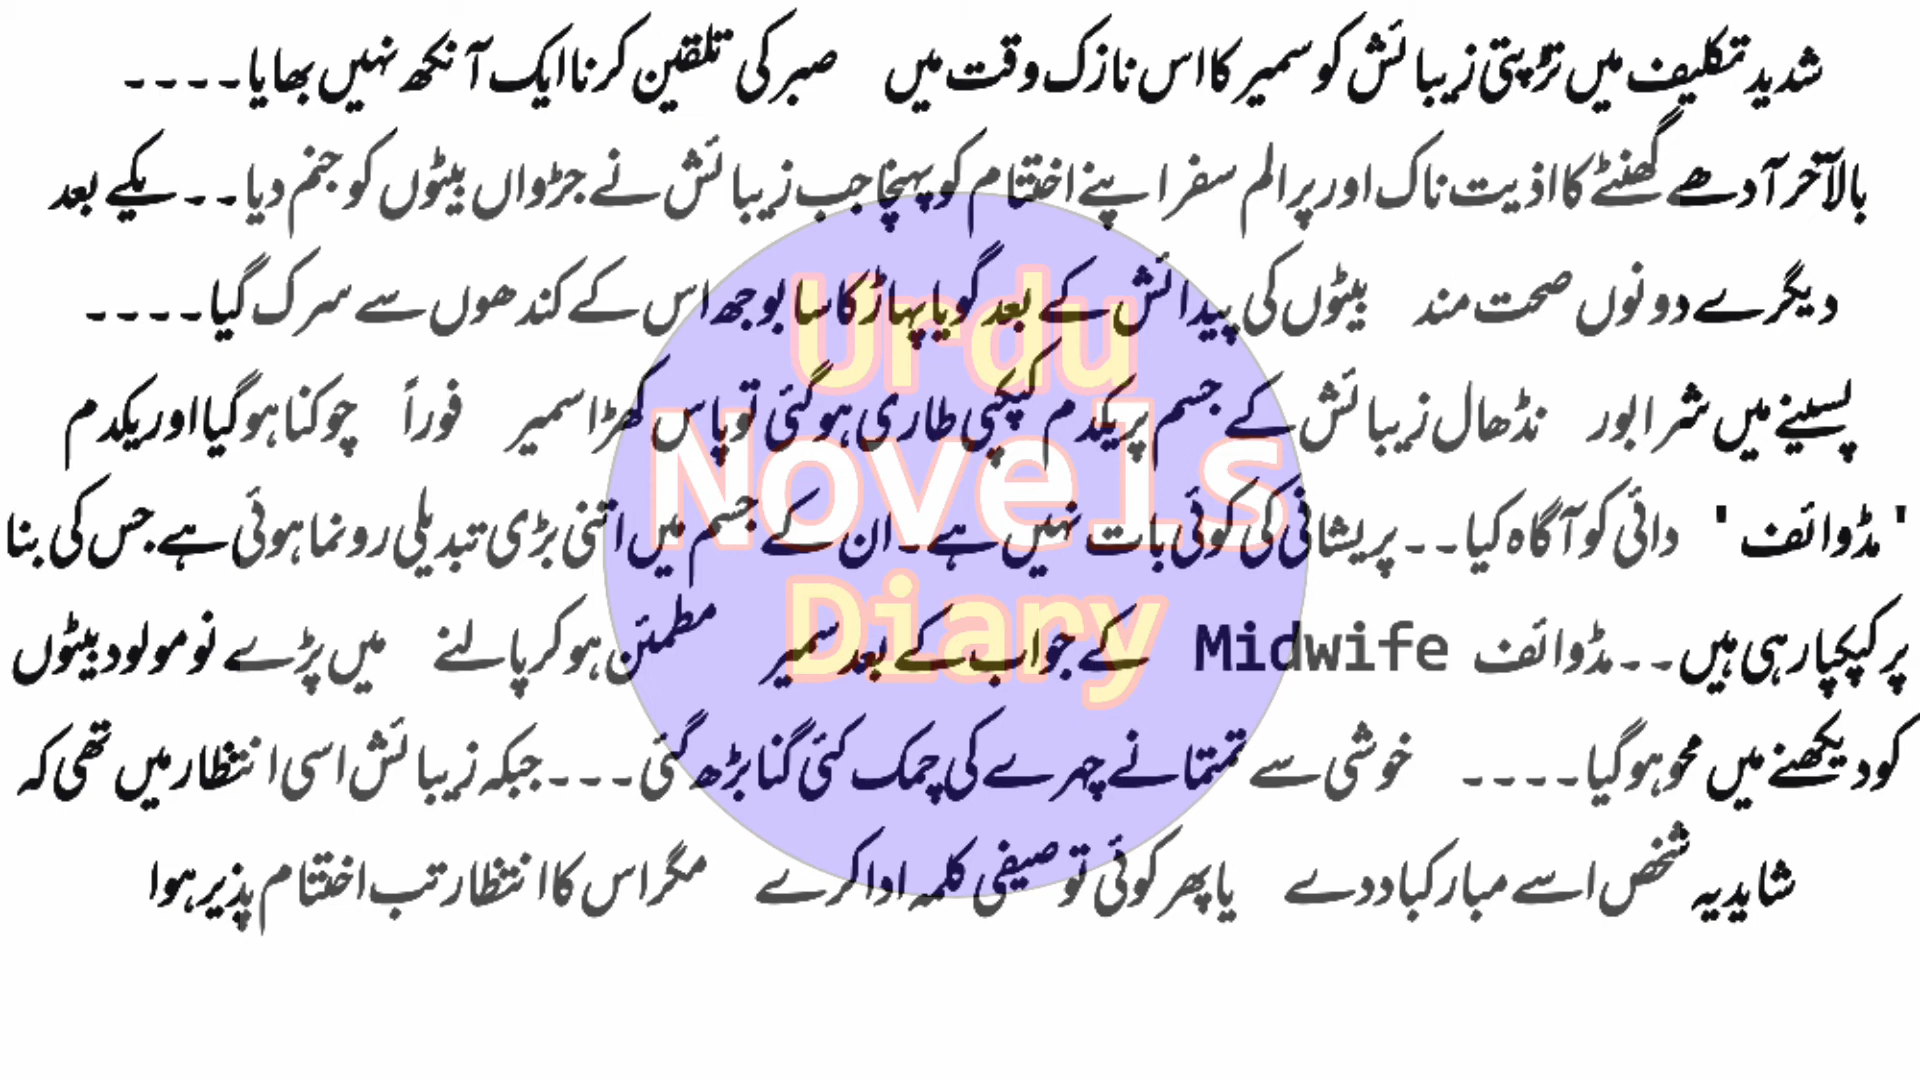 شدید تکلیف میں تڑپتی زیبائش کو سمیر کا اس نازک وقت میں صبر کی تلقین کرنا ایک آنکھ نہیں بھایا۔۔۔۔
بالآخر آدھے گھنٹے کا اذیت ناک اور پر الم سفر اپنے اختتام کو پہنچا جب زیبائش نے جڑواں بیٹوں کو جنم دیا۔۔ یکے بعد
دیگرے دونوں صحت مند بیٹوں کی پیدائش کے بعد گویا پہاڑ کا سا بوجھ اس کے کندھوں سے سرک گیا۔۔۔۔
پسینے میں شرابور نڈھال زیبائش کے جسم پر یکدم کپکپی طاری ہوگئی تو پاس کھڑا سمیر فوراً چوکنا ہوگیا اور یکدم
'مڈوائف' دائی کو آگاہ کیا۔۔ پریشانی کی کوئی بات نہیں ہے۔ ان کے جسم میں اتنی بڑی تبدیلی رونما ہوئی ہے جس کی بنا
پر کپکپا رہی ہیں۔۔ مڈوائف Midwife کے جواب کے بعد سمیر مطمئن ہو کر پالنے میں پڑے نومولود بیٹوں
کو دیکھنے میں محو ہوگیا۔۔۔۔ خوشی سے تمتمانے چہرے کی چمک کئی گنا بڑھ گئی۔۔۔ جبکہ زیبائش اسی انتظار میں تھی کہ
شاید یہ شخص اسے مبارکباد دے یا پھر کوئی توصیفی کلمہ ادا کرے مگر اس کا انتظار تب اختتام پذیر ہوا
Urdu
Novels
Diary